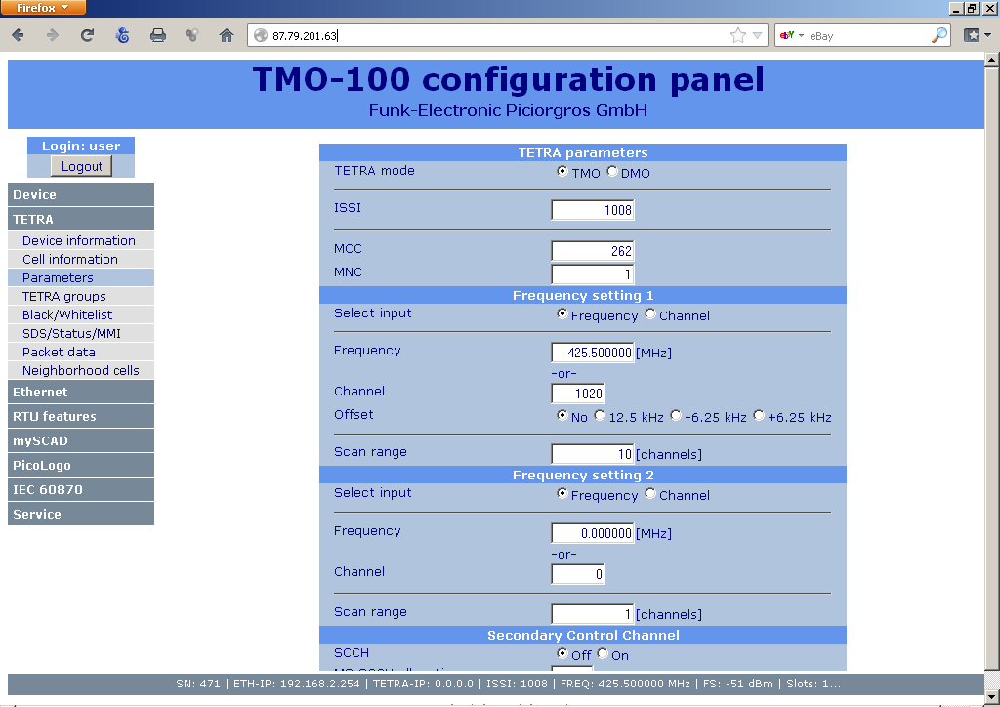 Firefox
87.79.201.63
eBay
TMO-100 configuration panel
Funk-Electronic Piciorgros GmbH
Login: user
Logout
Device
TETRA
Device information
Cell information
Parameters
TETRA groups
Black/Whitelist
SDS/Status/MMI
Packet data
Neighborhood cells
Ethernet
RTU features
mySCAD
PicoLogo
IEC 60870
Service
TETRA parameters
TETRA mode TMO DMO
ISSI 1008
MCC 262
MNC 1
Frequency setting 1
Select input Frequency Channel
Frequency 425.500000 [MHz]
-or-
Channel 1020
Offset No 12.5 kHz -6.25 kHz +6.25 kHz
Scan range 10 [channels]
Frequency setting 2
Select input Frequency Channel
Frequency 0.000000 [MHz]
-or-
Channel 0
Scan range 1 [channels]
Secondary Control Channel
SCCH Off On
SN: 471 | ETH-IP: 192.168.2.254 | TETRA-IP: 0.0.0.0 | ISSI: 1008 | FREQ: 425.500000 MHz | FS: -51 dBm | Slots: 1...